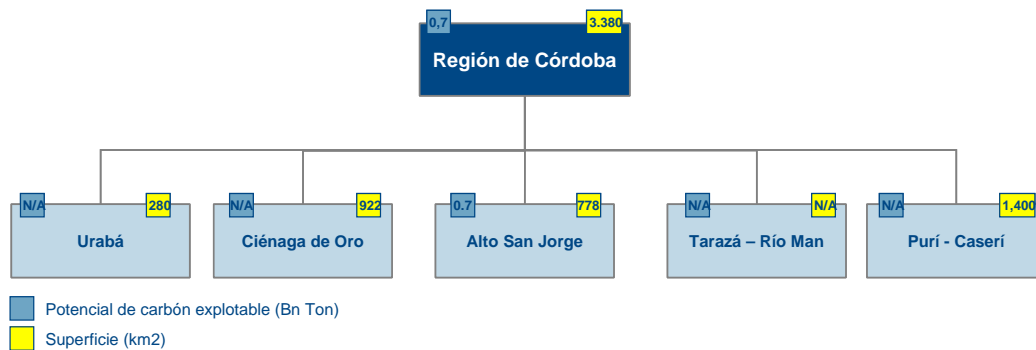 0,7
3.380
Región de Córdoba
N/A
280
Urabá
N/A
922
Ciénaga de Oro
0.7
778
Alto San Jorge
N/A
N/A
Tarazá – Río Man
N/A
1,400
Purí - Caserí
Potencial de carbón explotable (Bn Ton)
Superficie (km2)